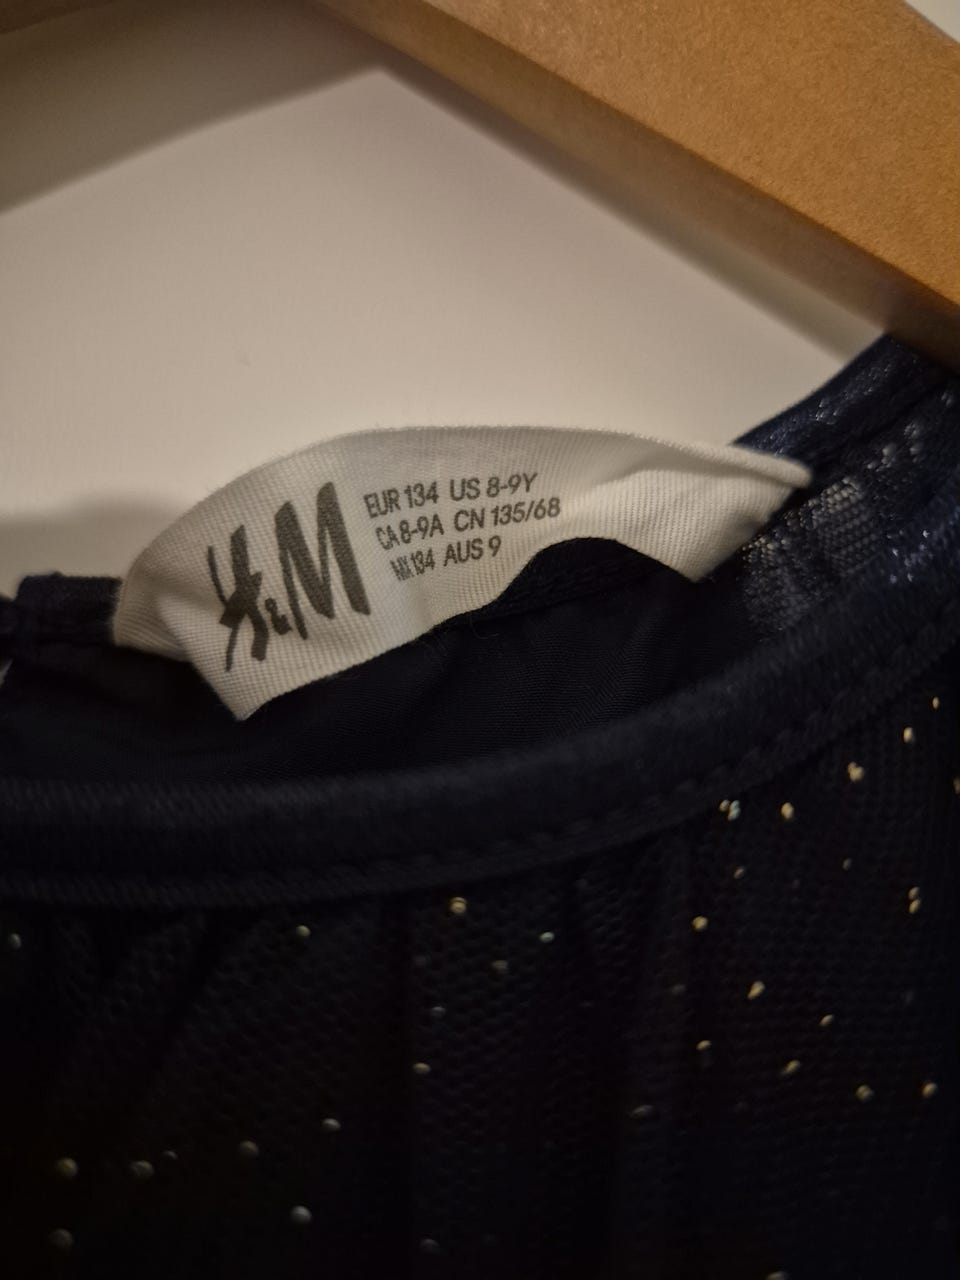 H&M
EUR 134 US 8-9Y
CA 8-9A CN 135/68
MX 134 AUS 9